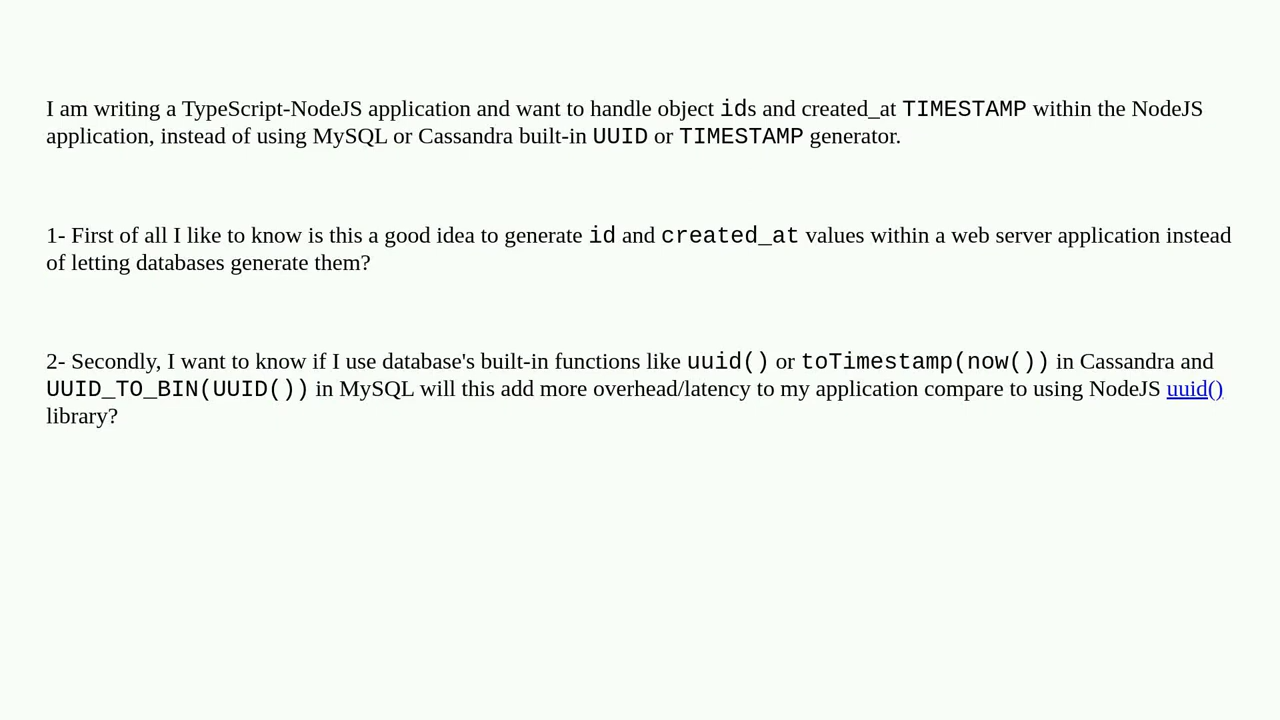 I am writing a TypeScript-NodeJS application and want to handle object ids and created_at TIMESTAMP within the NodeJS
application, instead of using MySQL or Cassandra built-in UUID or TIMESTAMP generator.
1- First of all I like to know is this a good idea to generate id and created_at values within a web server application instead
of letting databases generate them?
2- Secondly, I want to know if I use database's built-in functions like uuid() or toTimestamp(now()) in Cassandra and
UUID_TO_BIN(UUID()) in MySQL will this add more overhead/latency to my application compare to using NodeJS uuid()
library?